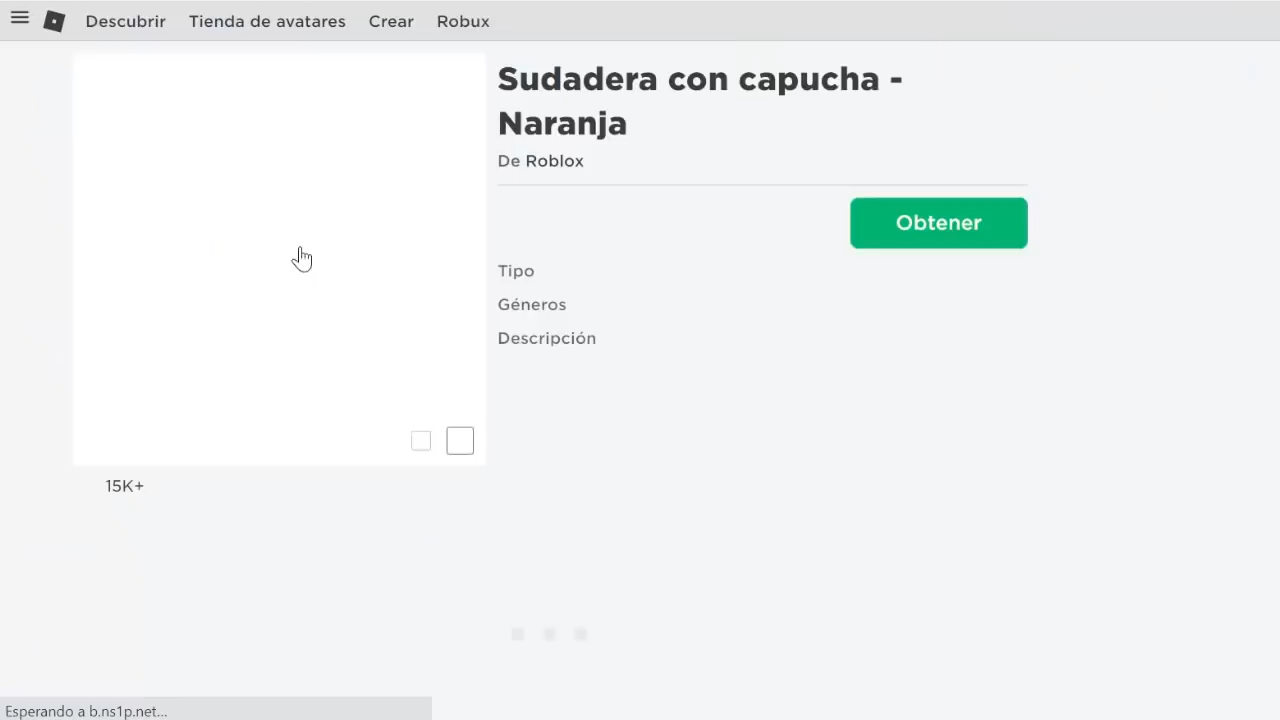 Descubrir Tienda de avatares Crear Robux
Sudadera con capucha -
Naranja
De Roblox
Obtener
Tipo
Géneros
Descripción
15K+
Esperando a b.ns1p.net...